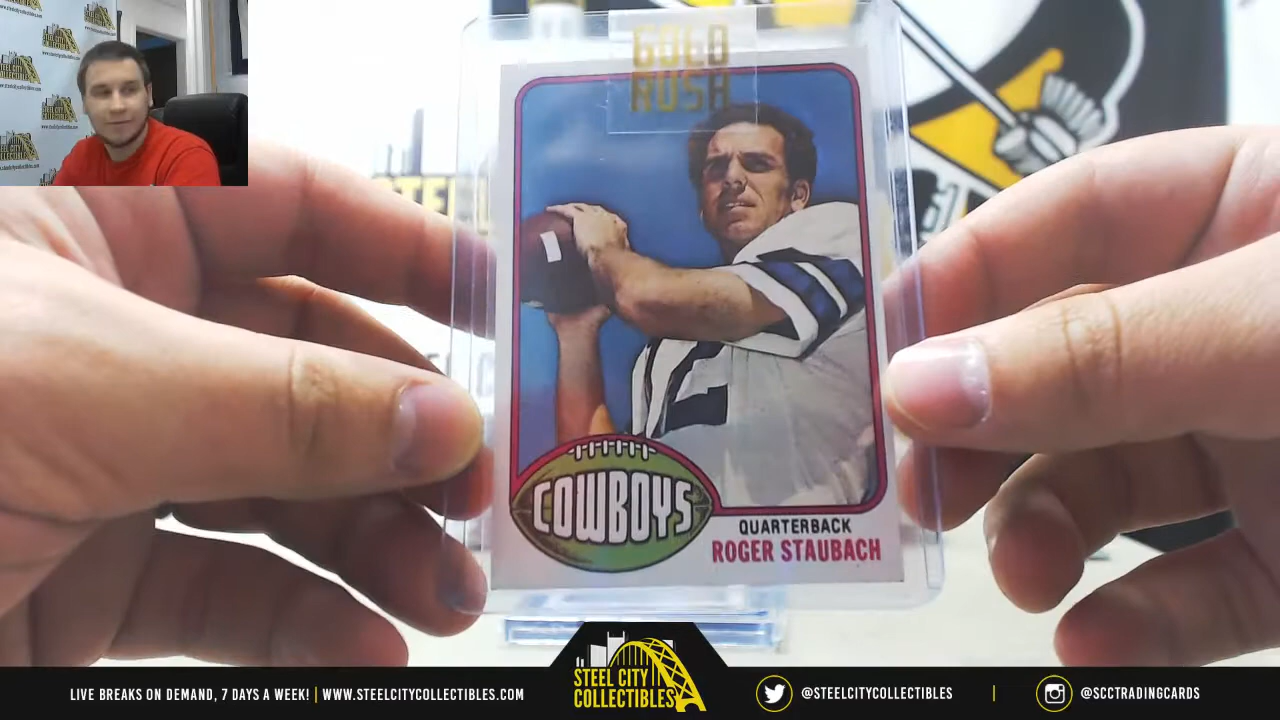 GOLD
RUSH
COWBOYS
QUARTERBACK
ROGER STAUBACH
LIVE BREAKS ON DEMAND, 7 DAYS A WEEK! | WWW.STEELCITYCOLLECTIBLES.COM
STEEL CITY
COLLECTIBLES
@STEELCITYCOLLECTIBLES
@SCCTRADINGCARDS